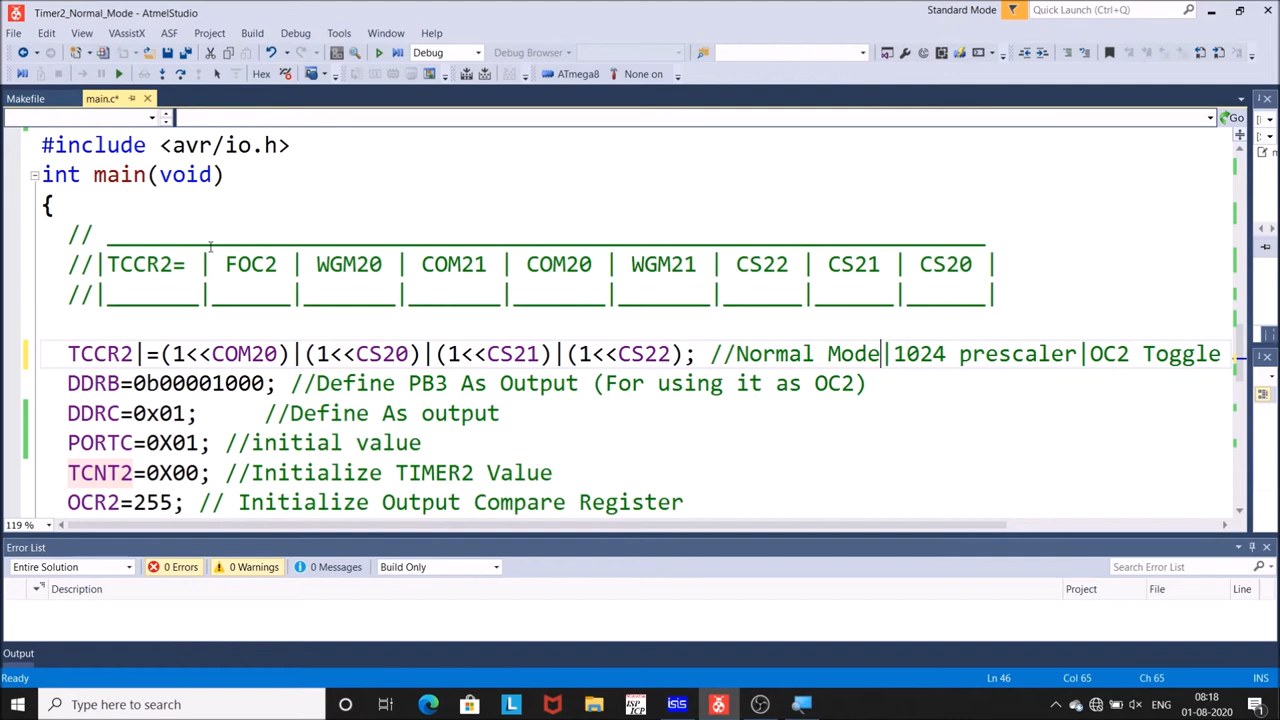 Timer2_Normal_Mode - AtmelStudio
Standard Mode
Quick Launch (Ctrl+Q)
File Edit View VAssistX ASF Project Build Debug Tools Window Help
Debug
Debug Browser
Hex
ATmega8
None on
Makefile
main.c*
Go
#include <avr/io.h>
int main(void)
{
// ____________________________________________________________________
//|TCCR2= | FOC2 | WGM20 | COM21 | COM20 | WGM21 | CS22 | CS21 | CS20 |
//|_______|______|_______|_______|_______|_______|______|______|______|
TCCR2|=(1<<COM20)|(1<<CS20)|(1<<CS21)|(1<<CS22); //Normal Mode|1024 prescaler|OC2 Toggle
DDRB=0b00001000; //Define PB3 As Output (For using it as OC2)
DDRC=0x01; //Define As output
PORTC=0X01; //initial value
TCNT2=0X00; //Initialize TIMER2 Value
OCR2=255; // Initialize Output Compare Register
119 %
Error List
Entire Solution
0 Errors
0 Warnings
0 Messages
Build Only
Search Error List
Description
Project
File
Line
Output
Ready
Ln 46
Col 65
Ch 65
INS
Type here to search
ISP
ICP
isis
ENG
08:18
01-08-2020